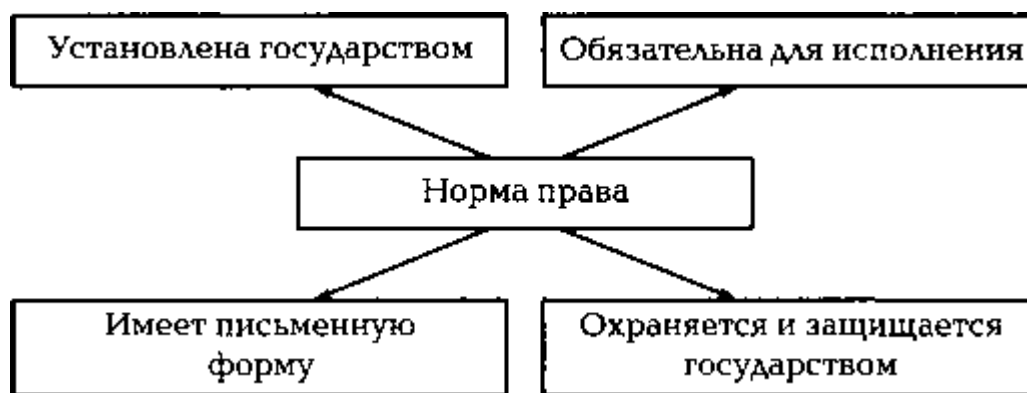 Установлена государством
Обязательна для исполнения
Норма права
Имеет письменную
форму
Охраняется и защищается
государством